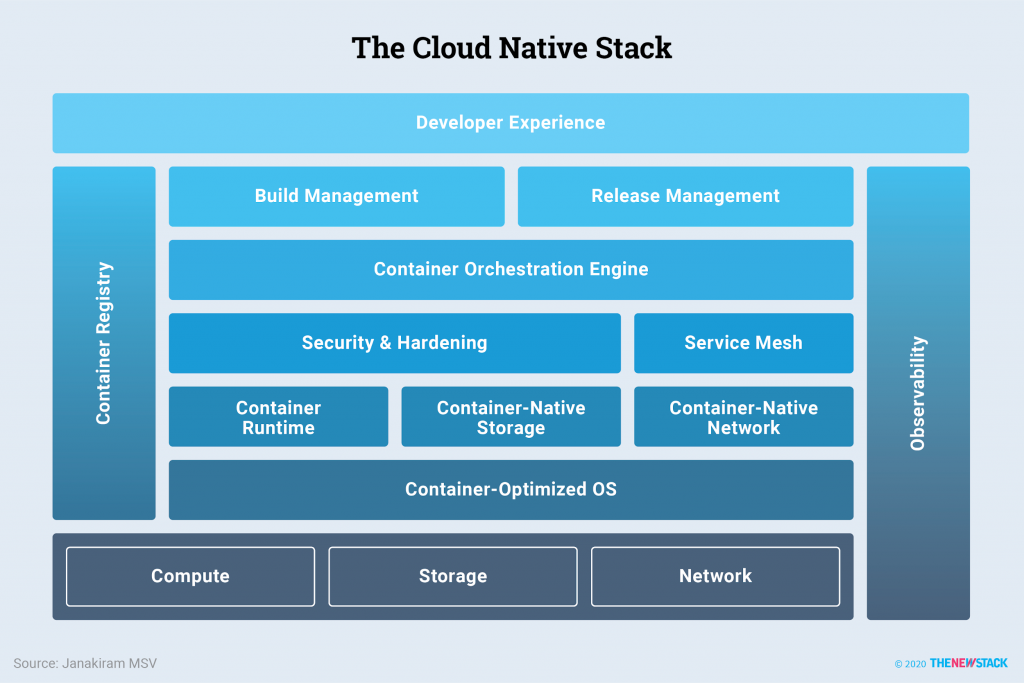 The Cloud Native Stack
Developer Experience
Container Registry
Build Management
Release Management
Container Orchestration Engine
Security & Hardening
Service Mesh
Container
Runtime
Container-Native
Storage
Container-Native
Network
Container-Optimized OS
Observability
Compute
Storage
Network
Source: Janakiram MSV
© 2020 THENEWSTACK